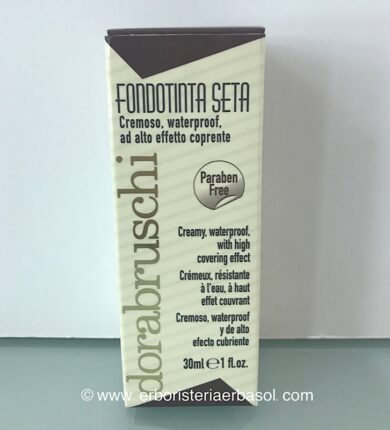 FONDOTINTA SETA
Cremoso, waterproof,
ad alto effetto coprente
dorabruschi
Paraben
Free
Creamy, waterproof,
with high
covering effect
Crémeux, résistante
à l'eau, à haut
effet couvrant
Cremoso, waterproof
y de alto
efecto cubriente
30ml ℮ 1 fl.oz.
© www.erboristeriaerbasol.com